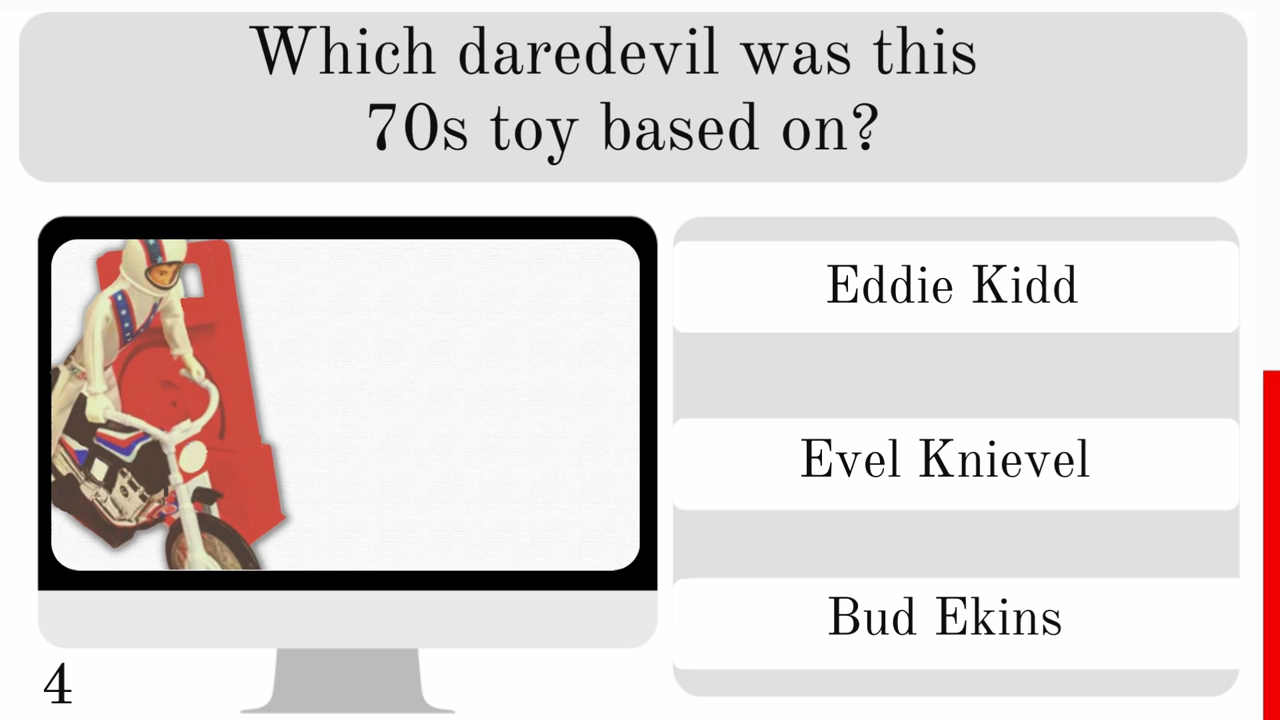 Which daredevil was this
70s toy based on?
Eddie Kidd
Evel Knievel
Bud Ekins
4